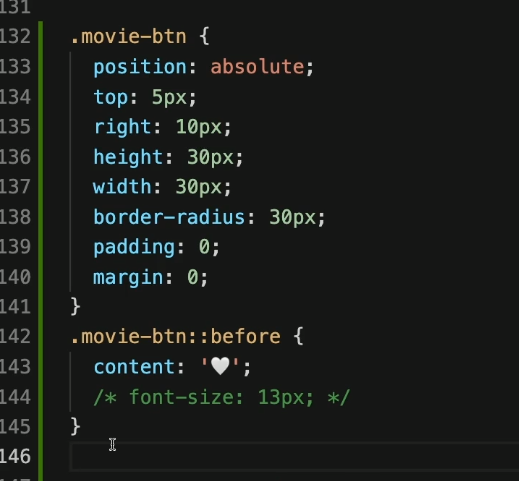 131
132 .movie-btn {
133 position: absolute;
134 top: 5px;
135 right: 10px;
136 height: 30px;
137 width: 30px;
138 border-radius: 30px;
139 padding: 0;
140 margin: 0;
141 }
142 .movie-btn::before {
143 content: '🤍';
144 /* font-size: 13px; */
145 }
146